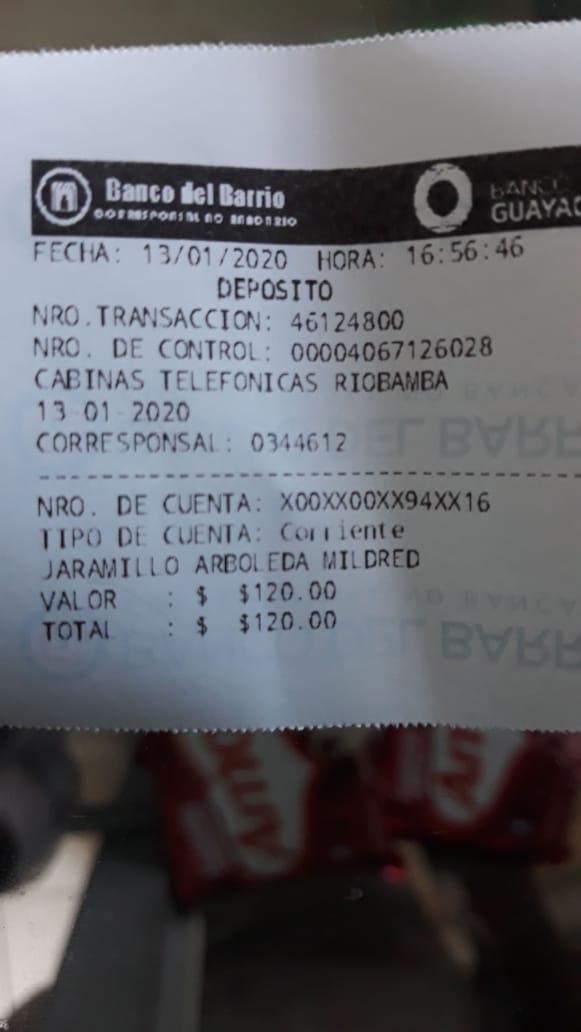 Banco del Barrio
CORRESPONSAL NO BANCARIO
BANCO
GUAYAQ
FECHA: 13/01/2020 HORA: 16:56:46
DEPOSITO
NRO.TRANSACCION: 46124800
NRO. DE CONTROL: 00004067126028
CABINAS TELEFONICAS RIOBAMBA
13-01-2020
CORRESPONSAL: 0344612
NRO. DE CUENTA: X00XX00XX94XX16
TIPO DE CUENTA: Corriente
JARAMILLO ARBOLEDA MILDRED
VALOR : $ $120.00
TOTAL : $ $120.00